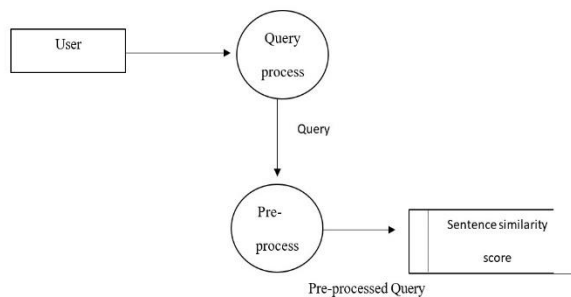 User
Query
process
Query
Pre-
process
Sentence similarity
score
Pre-processed Query